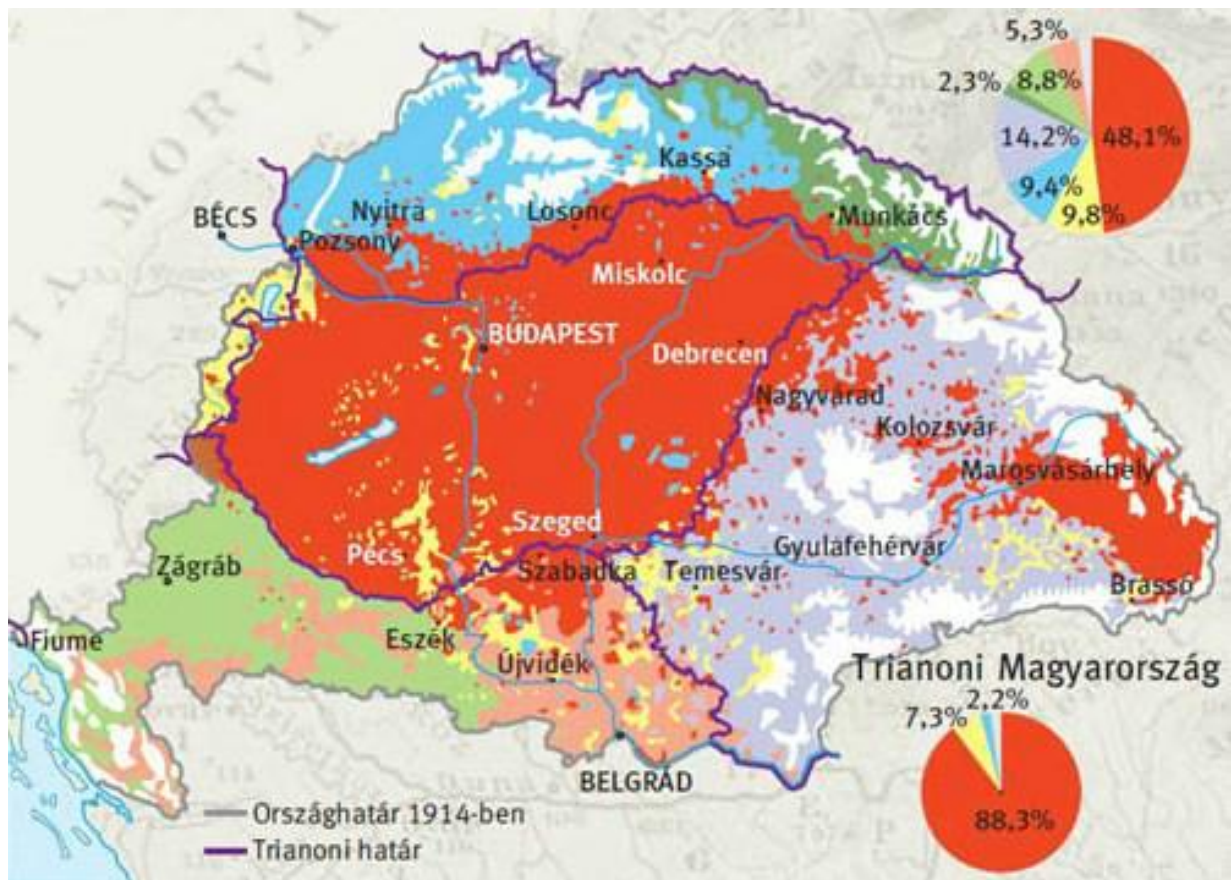 5,3%
2,3%
8,8%
14,2%
48,1%
9,4%
9,8%
MORVA
Kassa
BÉCS
Nyitra
Losonc
Munkács
Pozsony
Miskolc
BUDAPEST
Debrecen
Nagyvárad
Kolozsvár
Marosvásárhely
Szeged
Pécs
Gyulafehérvár
Zágráb
Szabadka
Temesvár
Brassó
Fiume
Eszék
Újvidék
Trianoni Magyarország
7,3%
2,2%
88,3%
BELGRÁD
Országhatár 1914-ben
Trianoni határ